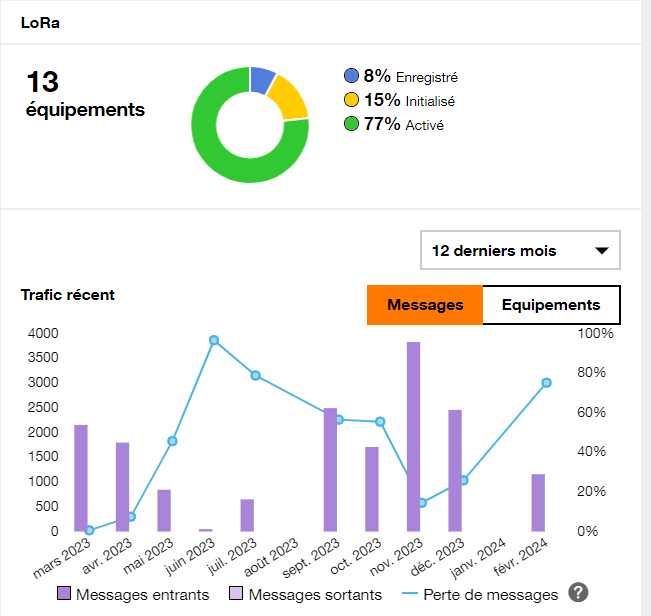 LoRa
13
équipements
8% Enregistré
15% Initialisé
77% Activé
12 derniers mois
Trafic récent
Messages
Equipements
4000
3500
3000
2500
2000
1500
1000
500
0
100%
80%
60%
40%
20%
0%
mars 2023
avr. 2023
mai 2023
juin 2023
juil. 2023
août 2023
sept. 2023
oct. 2023
nov. 2023
déc. 2023
janv. 2024
févr. 2024
Messages entrants
Messages sortants
Perte de messages
?